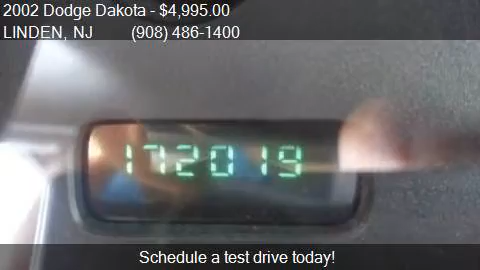 2002 Dodge Dakota - $4,995.00
LINDEN, NJ (908) 486-1400
172019
Schedule a test drive today!